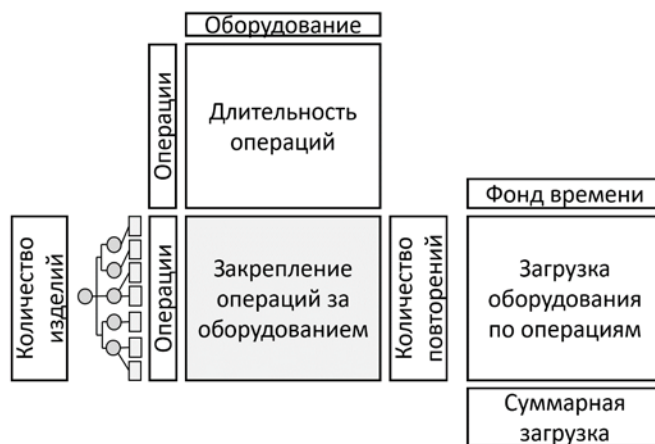 Оборудование
Операции
Длительность
операций
Фонд времени
Количество
изделий
Операции
Закрепление
операций за
оборудованием
Количество
повторений
Загрузка
оборудования
по операциям
Суммарная
загрузка